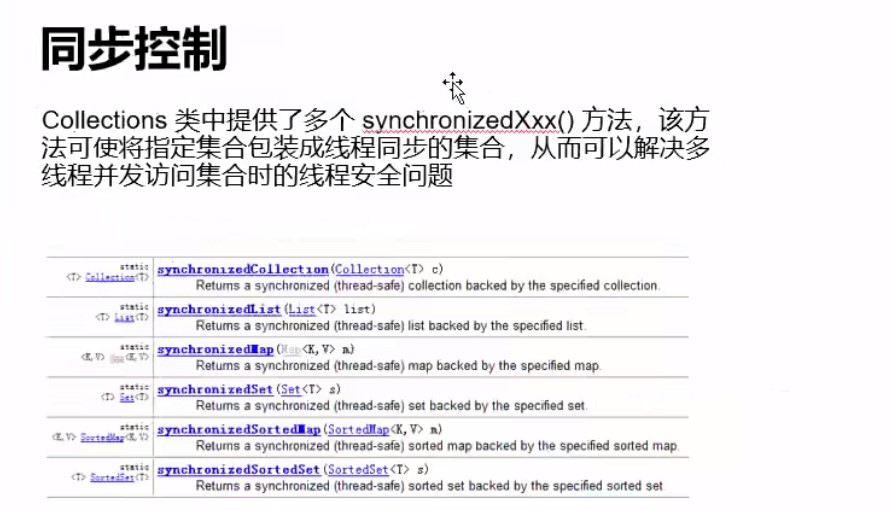 同步控制
Collections 类中提供了多个 synchronizedXxx() 方法，该方
法可使将指定集合包装成线程同步的集合，从而可以解决多
线程并发访问集合时的线程安全问题
static
<T> Collection<T>
synchronizedCollection(Collection<T> c)
Returns a synchronized (thread-safe) collection backed by the specified collection.
static
<T> List<T>
synchronizedList(List<T> list)
Returns a synchronized (thread-safe) list backed by the specified list.
static
<K,V> Map<K,V>
synchronizedMap(Map<K,V> m)
Returns a synchronized (thread-safe) map backed by the specified map.
static
<T> Set<T>
synchronizedSet(Set<T> s)
Returns a synchronized (thread-safe) set backed by the specified set.
static
<K,V> SortedMap<K,V>
synchronizedSortedMap(SortedMap<K,V> m)
Returns a synchronized (thread-safe) sorted map backed by the specified sorted map.
static
<T> SortedSet<T>
synchronizedSortedSet(SortedSet<T> s)
Returns a synchronized (thread-safe) sorted set backed by the specified sorted set